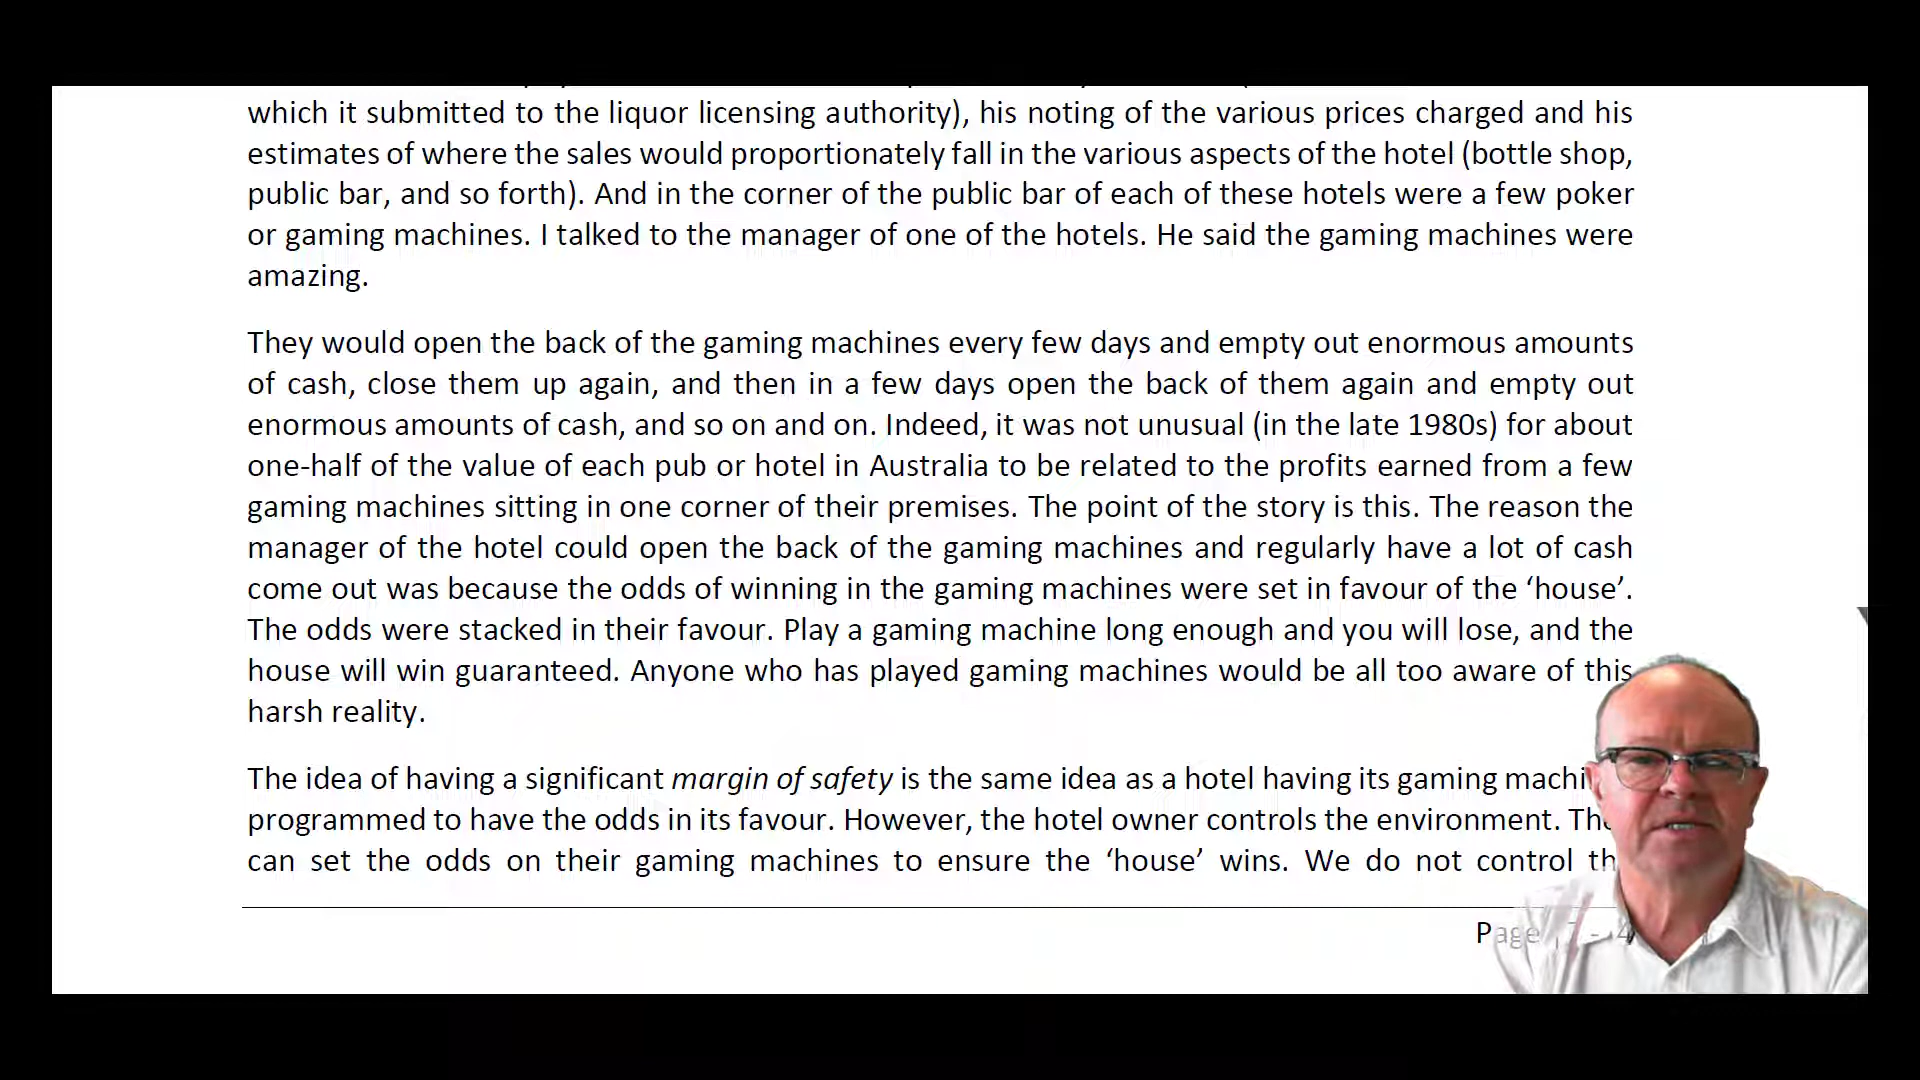 which it submitted to the liquor licensing authority), his noting of the various prices charged and his
estimates of where the sales would proportionately fall in the various aspects of the hotel (bottle shop,
public bar, and so forth). And in the corner of the public bar of each of these hotels were a few poker
or gaming machines. I talked to the manager of one of the hotels. He said the gaming machines were
amazing.
They would open the back of the gaming machines every few days and empty out enormous amounts
of cash, close them up again, and then in a few days open the back of them again and empty out
enormous amounts of cash, and so on and on. Indeed, it was not unusual (in the late 1980s) for about
one-half of the value of each pub or hotel in Australia to be related to the profits earned from a few
gaming machines sitting in one corner of their premises. The point of the story is this. The reason the
manager of the hotel could open the back of the gaming machines and regularly have a lot of cash
come out was because the odds of winning in the gaming machines were set in favour of the ‘house’.
The odds were stacked in their favour. Play a gaming machine long enough and you will lose, and the
house will win guaranteed. Anyone who has played gaming machines would be all too aware of this
harsh reality.
The idea of having a significant margin of safety is the same idea as a hotel having its gaming
programmed to have the odds in its favour. However, the hotel owner controls the environment.
can set the odds on their gaming machines to ensure the ‘house’ wins. We do not control
Page